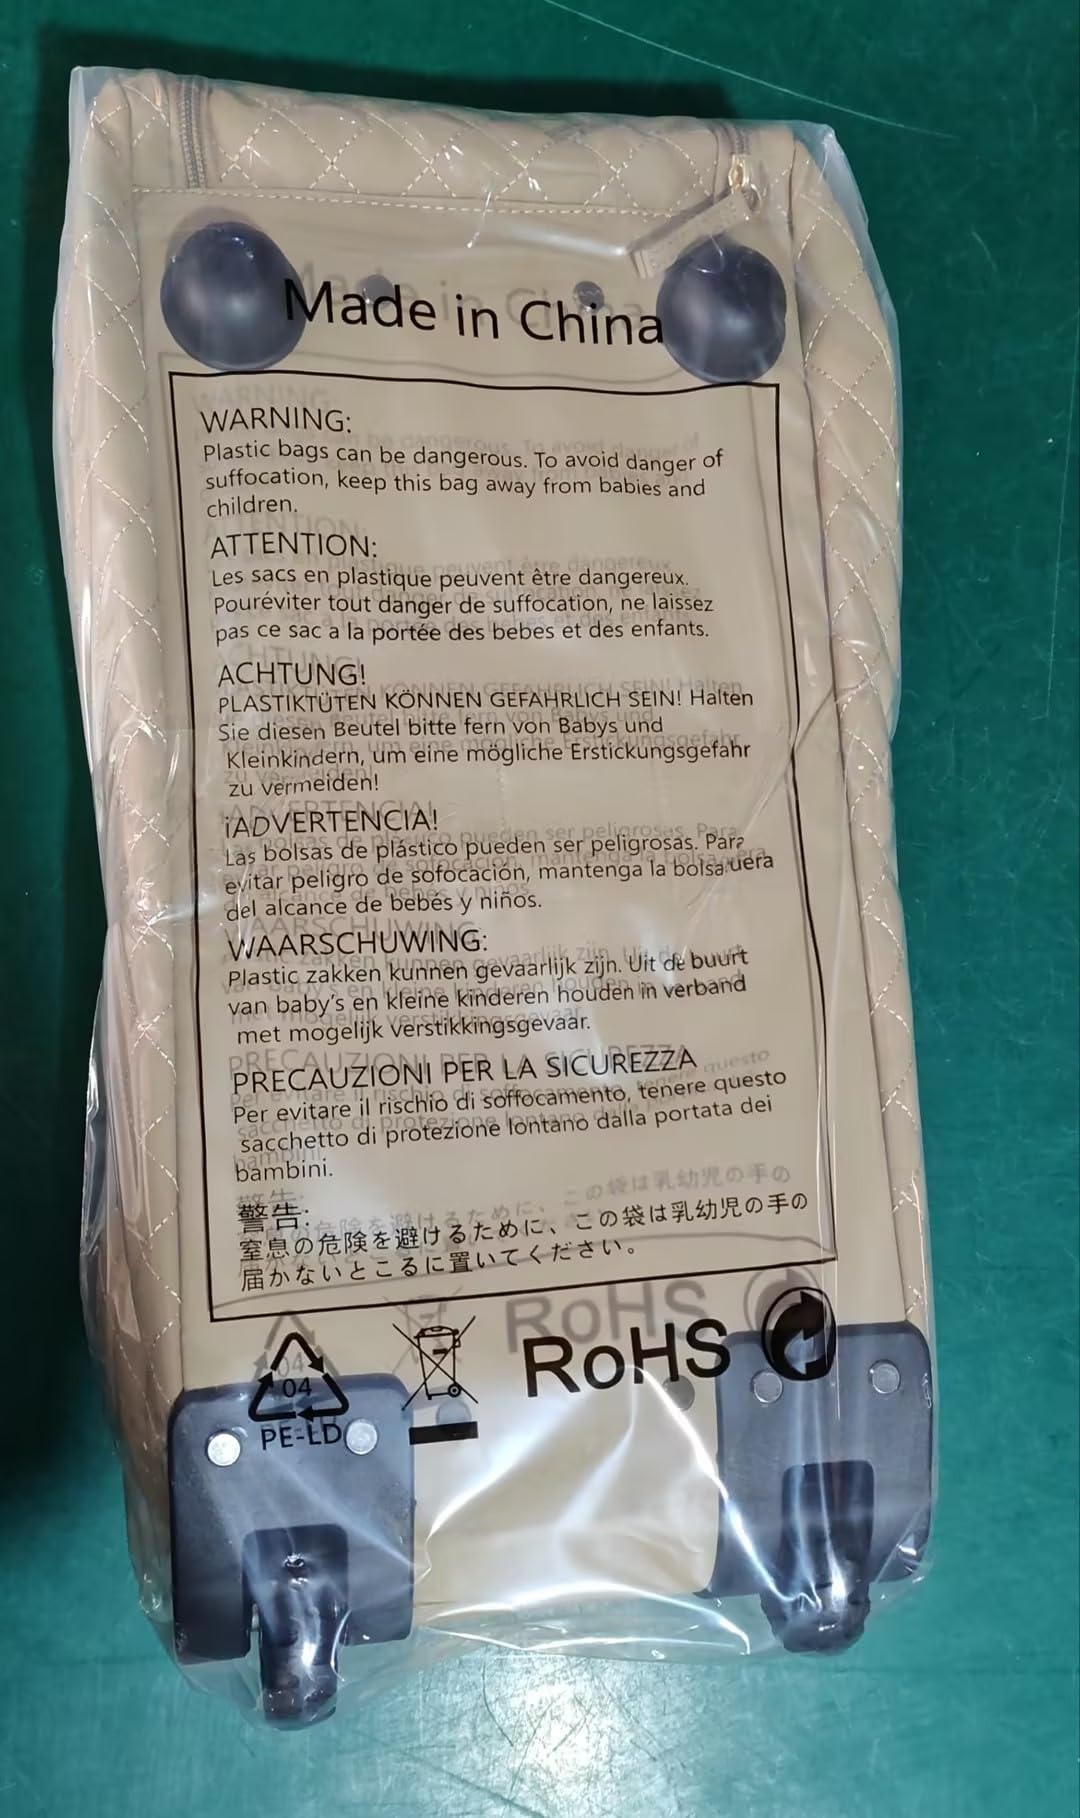 Made in China
WARNING:
Plastic bags can be dangerous. To avoid danger of
suffocation, keep this bag away from babies and
children.
ATTENTION:
Les sacs en plastique peuvent être dangereux.
Pouréviter tout danger de suffocation, ne laissez
pas ce sac a la portée des bebes et des enfants.
ACHTUNG!
PLASTIKTÜTEN KÖNNEN GEFAHRLICH SEIN! Halten
Sie diesen Beutel bitte fern von Babys und
Kleinkindern, um eine mögliche Erstickungsgefahr
zu vermeiden!
¡ADVERTENCIA!
Las bolsas de plástico pueden ser peligrosas. Para
evitar peligro de sofocación, mantenga la bolsa
del alcance de bebés y niños.
WAARSCHUWING:
Plastic zakken kunnen gevaarlijk zijn. Uit de buurt
van baby's en kleine kinderen houden in verband
met mogelijk verstikkingsgevaar.
PRECAUZIONI PER LA SICUREZZA
Per evitare il rischio di soffocamento, tenere questo
sacchetto di protezione lontano dalla portata dei
bambini.
警告:
窒息の危険を避けるために、この袋は乳幼児の手の
届かないところに置いてください。
04
PE-LD
RoHS